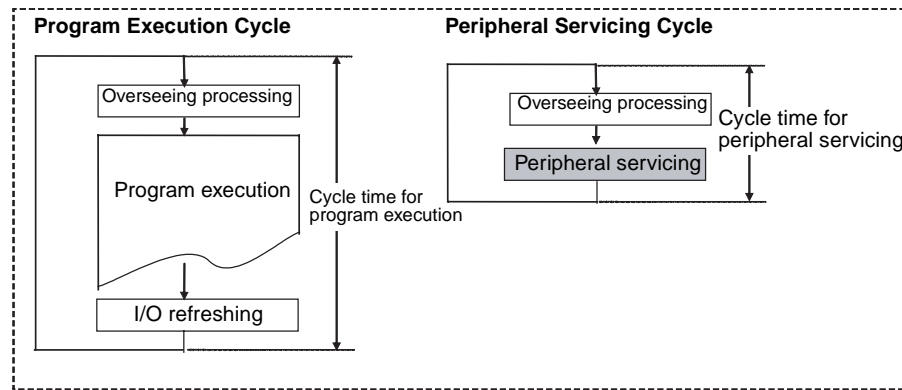 Program Execution Cycle
Overseeing processing
Program execution
I/O refreshing
Cycle time for
program execution
Peripheral Servicing Cycle
Overseeing processing
Peripheral servicing
Cycle time for
peripheral servicing